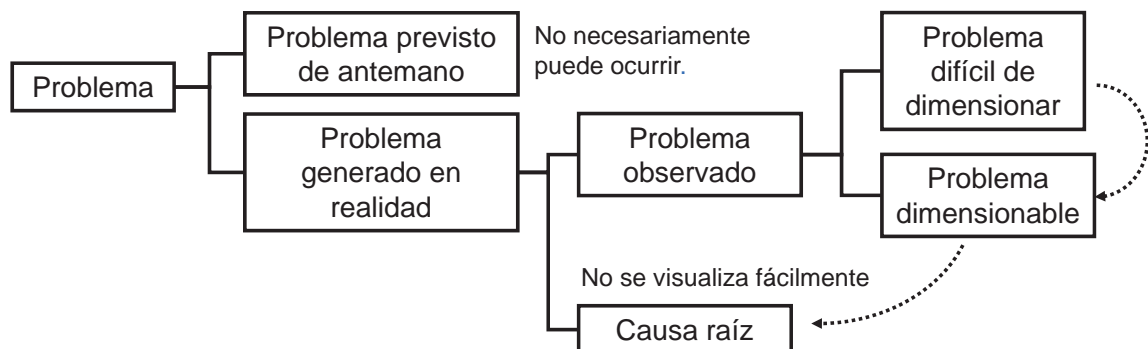 Problema
Problema previsto
de antemano
No necesariamente
puede ocurrir.
Problema
generado en
realidad
Problema
observado
Problema
difícil de
dimensionar
Problema
dimensionable
No se visualiza fácilmente
Causa raíz